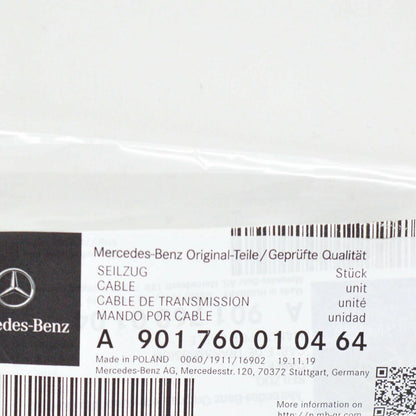 Mercedes-Benz Original-Teile/Geprüfte Qualität
SEILZUG Stück
CABLE unit
CABLE DE TRANSMISSION unité
MANDO POR CABLE unidad
edes-Benz
A 901 760 01 04 64
Made in POLAND 0060/1911/16902 19.11.19
Mercedes-Benz AG, Mercedesstr.120, 70372 Stuttgart, Germany
More information on